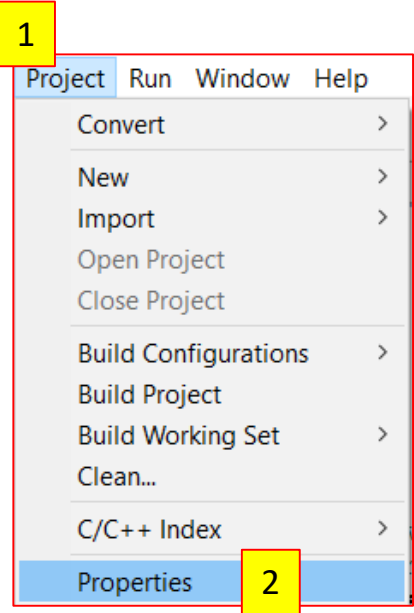 1
Project Run Window Help
Convert >
New >
Import >
Open Project
Close Project
Build Configurations >
Build Project
Build Working Set >
Clean...
C/C++ Index >
Properties 2